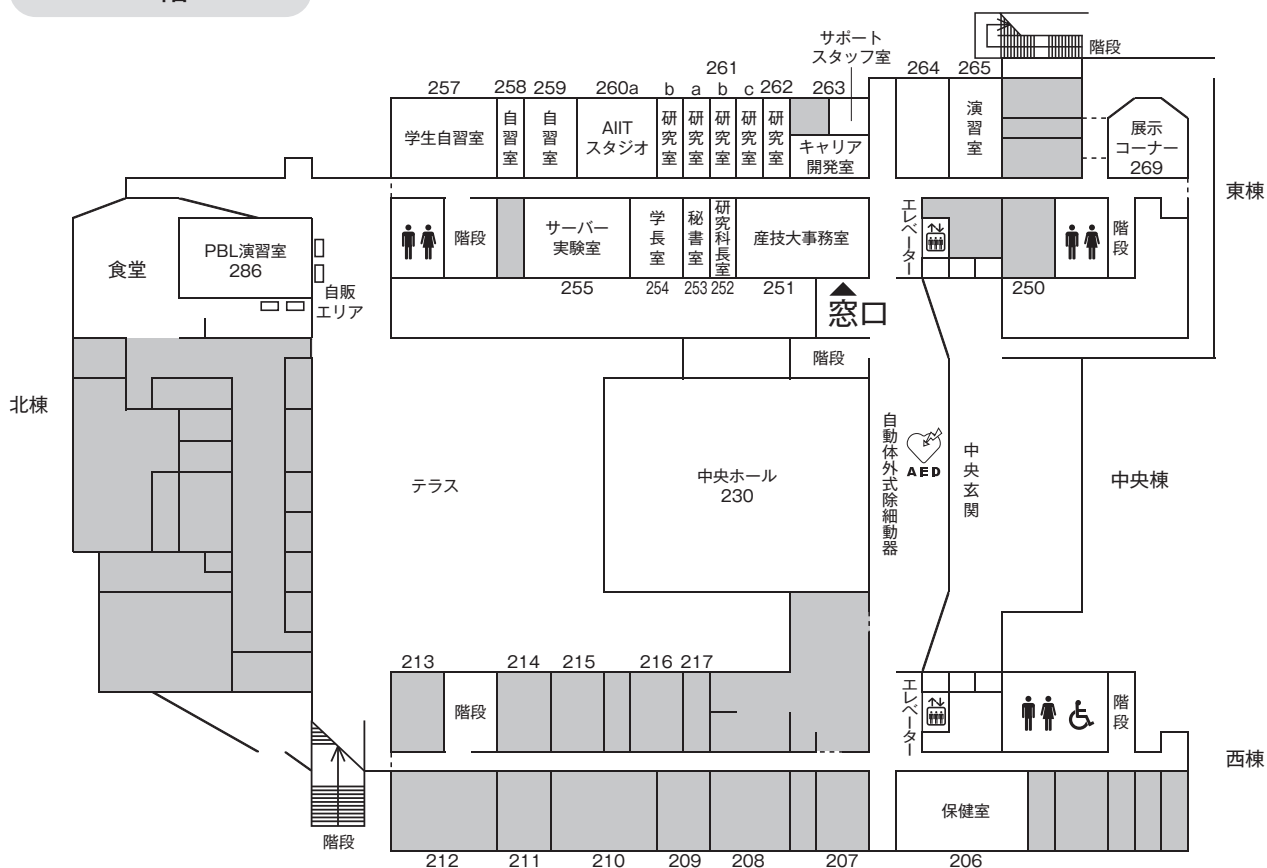 階
サポート
スタッフ室
階段
261
264
265
257
258
259
260a
b
a
b
c
262
263
学生自習室
自習室
自習室
AIIT
スタジオ
研究室
研究室
研究室
研究室
研究室
キャリア
開発室
演習室
展示
コーナー
269
東棟
階段
サーバー
実験室
学長室
秘書室
研究科長室
産技大事務室
エレベーター
階段
食堂
PBL演習室
286
自販
エリア
255
254
253
252
251
250
窓口
階段
北棟
テラス
中央ホール
230
自動体外式除細動器
AED
中央玄関
中央棟
213
214
215
216
217
階段
エレベーター
階段
西棟
保健室
階段
212
211
210
209
208
207
206